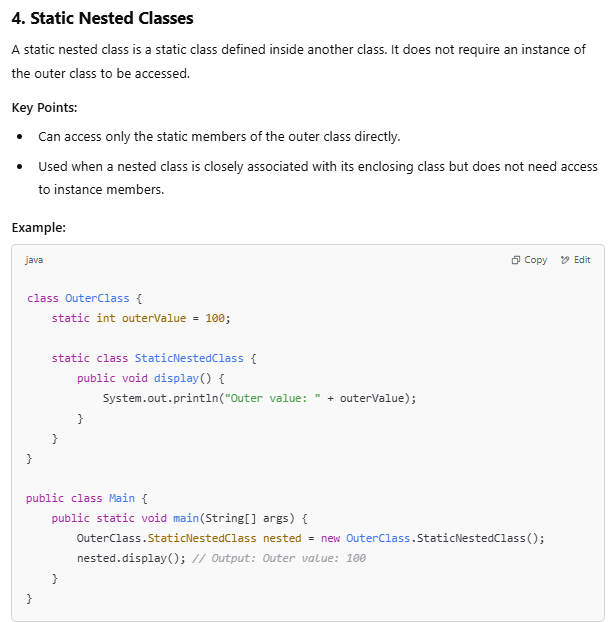 4. Static Nested Classes
A static nested class is a static class defined inside another class. It does not require an instance of
the outer class to be accessed.
Key Points:
• Can access only the static members of the outer class directly.
• Used when a nested class is closely associated with its enclosing class but does not need access
to instance members.
Example:
java Copy Edit
class OuterClass {
    static int outerValue = 100;

    static class StaticNestedClass {
        public void display() {
            System.out.println("Outer value: " + outerValue);
        }
    }
}

public class Main {
    public static void main(String[] args) {
        OuterClass.StaticNestedClass nested = new OuterClass.StaticNestedClass();
        nested.display(); // Output: Outer value: 100
    }
}